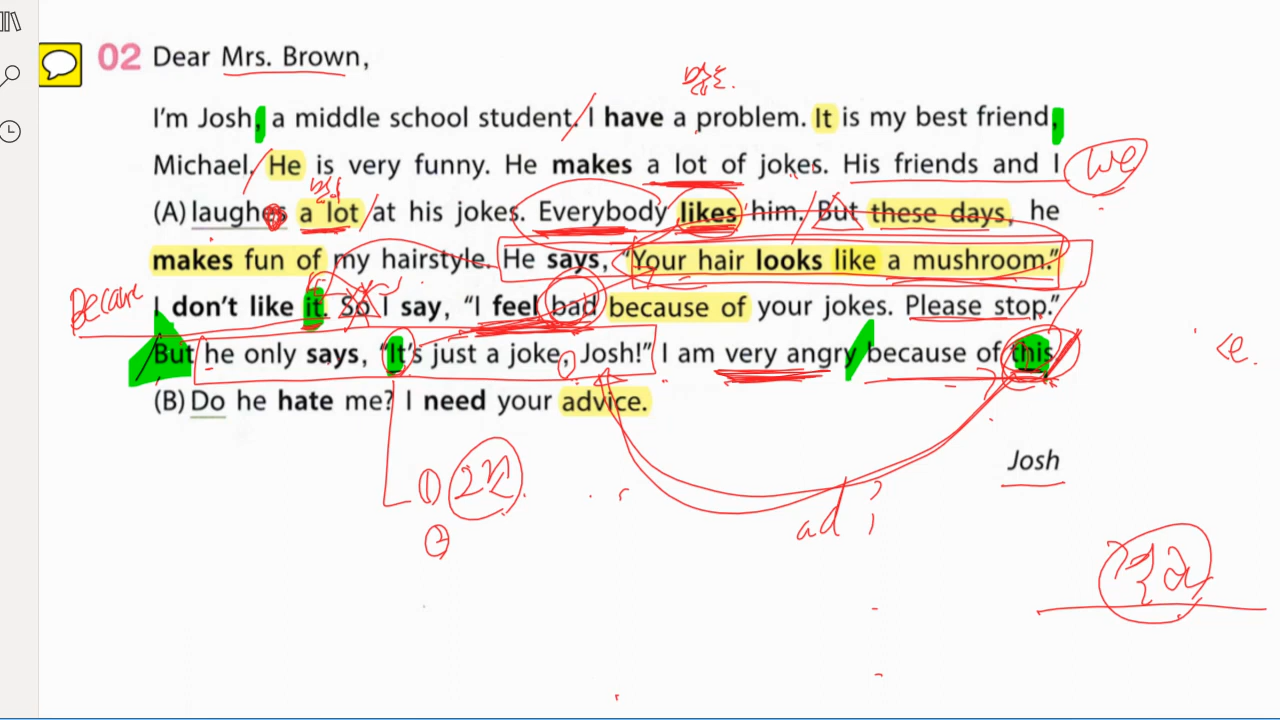 02 Dear Mrs. Brown,
I'm Josh, a middle school student. I have a problem. It is my best friend,
Michael. He is very funny. He makes a lot of jokes. His friends and I
we
(A) laugh a lot at his jokes. Everybody likes him. But these days, he
makes fun of my hairstyle. He says, "Your hair looks like a mushroom."
I don't like it. So I say, "I feel bad because of your jokes. Please stop."
But he only says, "It's just a joke, Josh!" I am very angry because of this.
(B) Do he hate me? I need your advice.
①
②
Josh